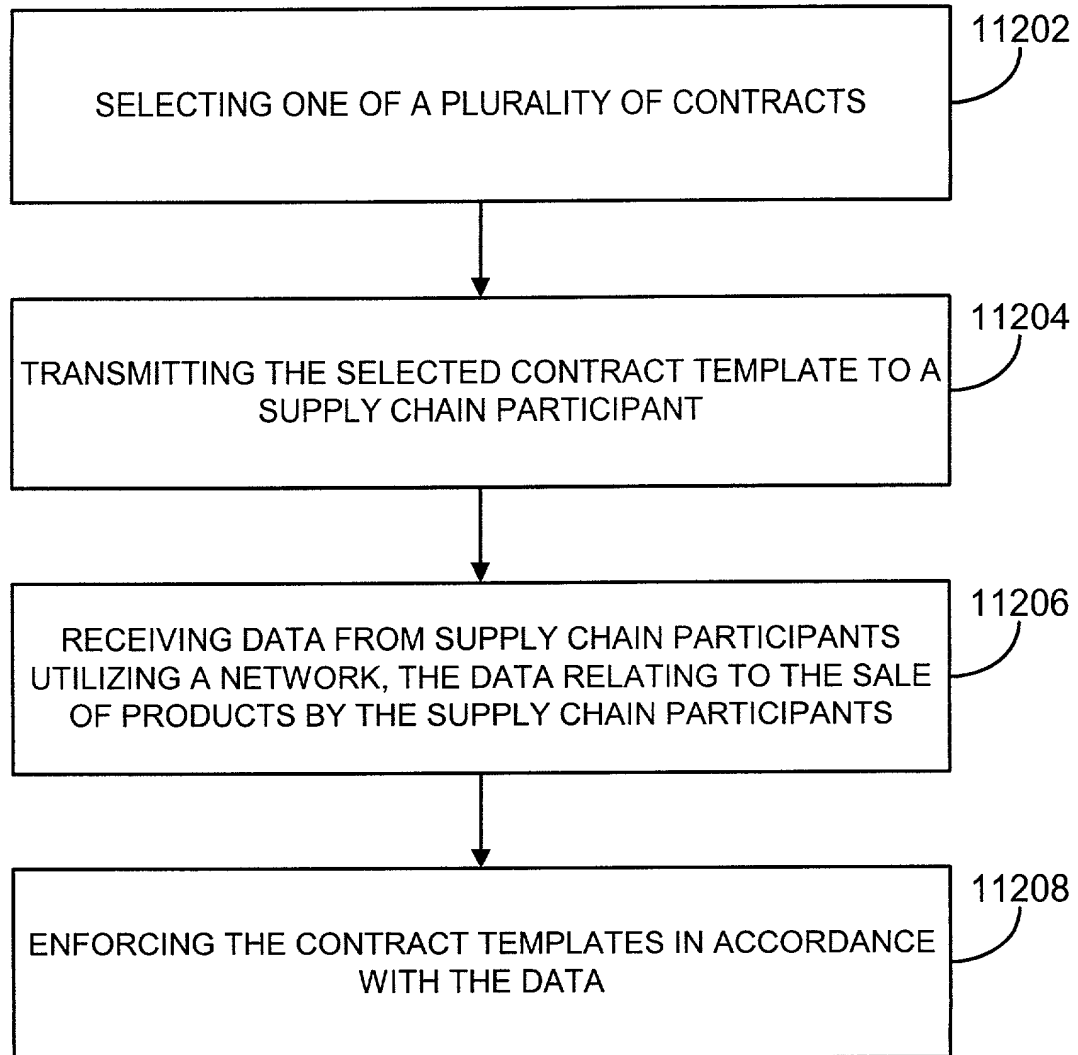 11202
SELECTING ONE OF A PLURALITY OF CONTRACTS
11204
TRANSMITTING THE SELECTED CONTRACT TEMPLATE TO A
SUPPLY CHAIN PARTICIPANT
11206
RECEIVING DATA FROM SUPPLY CHAIN PARTICIPANTS
UTILIZING A NETWORK, THE DATA RELATING TO THE SALE
OF PRODUCTS BY THE SUPPLY CHAIN PARTICIPANTS
11208
ENFORCING THE CONTRACT TEMPLATES IN ACCORDANCE
WITH THE DATA